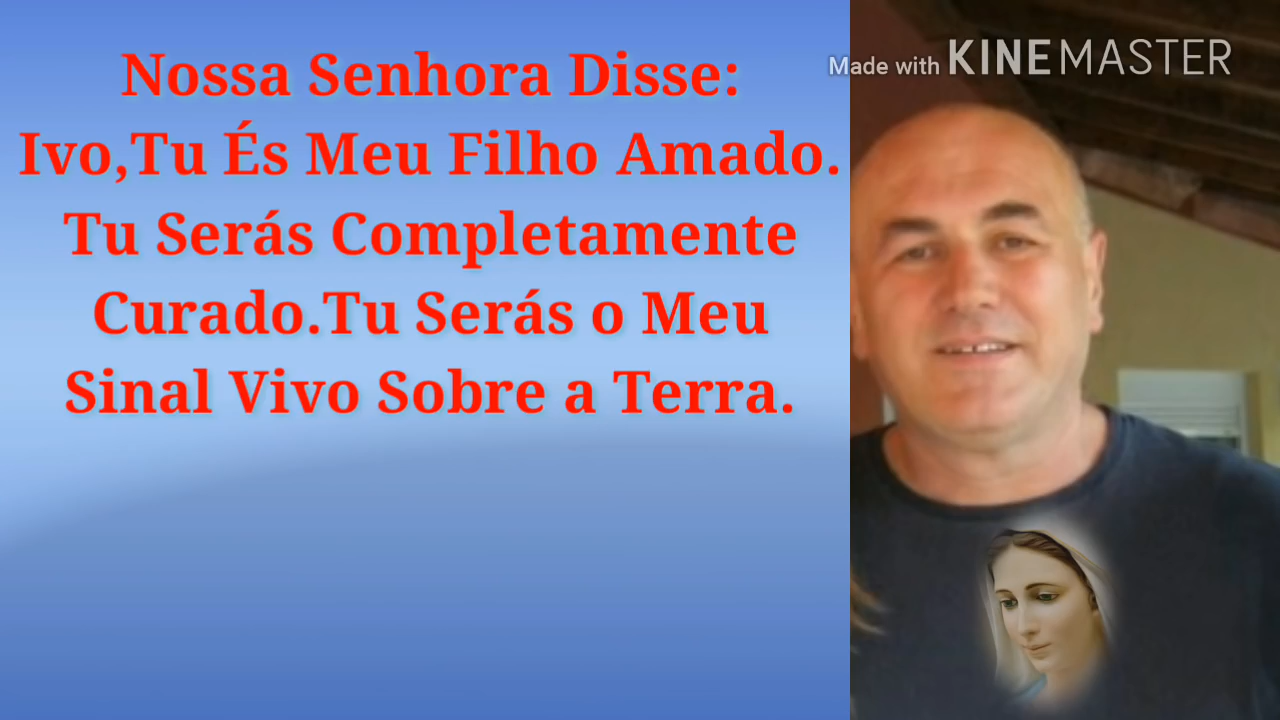 Made with KINEMASTER
Nossa Senhora Disse:
Ivo,Tu És Meu Filho Amado.
Tu Serás Completamente
Curado.Tu Serás o Meu
Sinal Vivo Sobre a Terra.